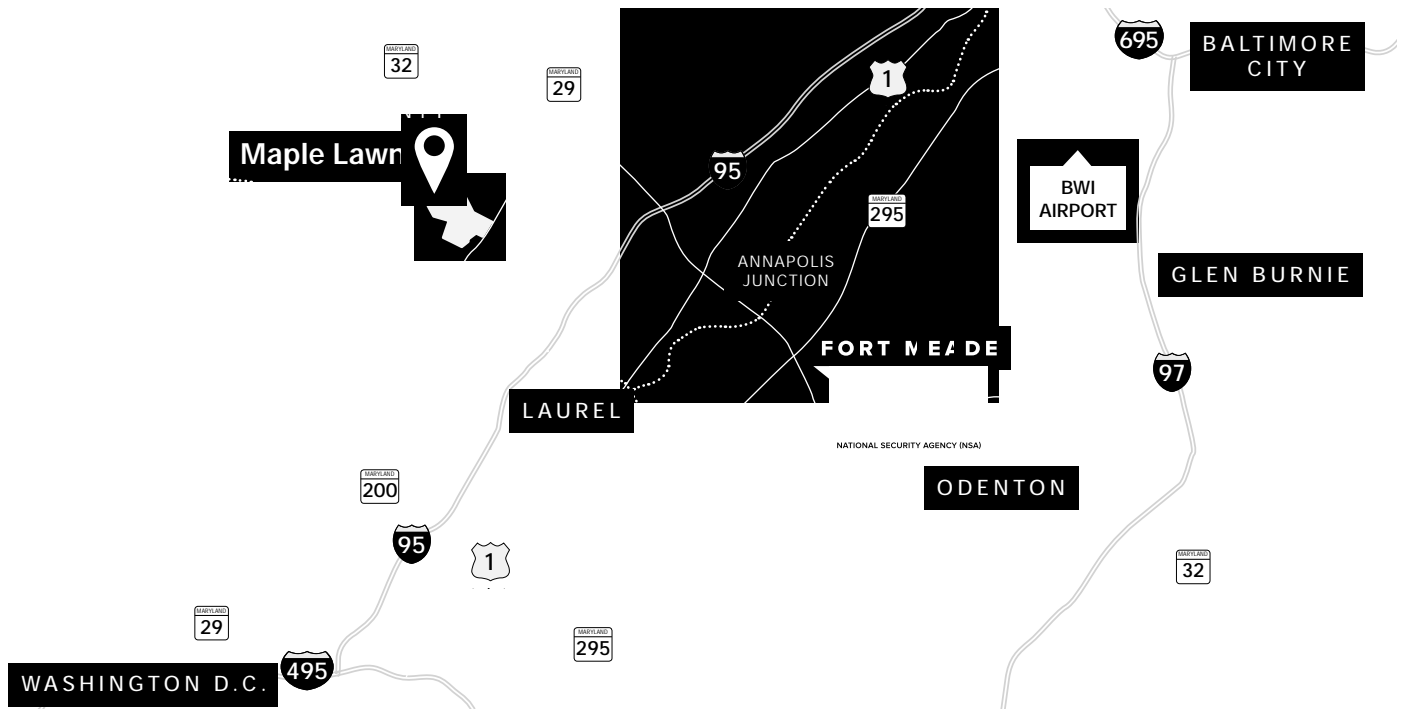 695
BALTIMORE
CITY
MARYLAND
32
MARYLAND
29
1
Maple Lawn
95
BWI
AIRPORT
MARYLAND
295
ANNAPOLIS
JUNCTION
GLEN BURNIE
FORT MEADE
97
LAUREL
NATIONAL SECURITY AGENCY (NSA)
MARYLAND
200
ODENTON
95
1
MARYLAND
32
MARYLAND
29
MARYLAND
295
495
WASHINGTON D.C.